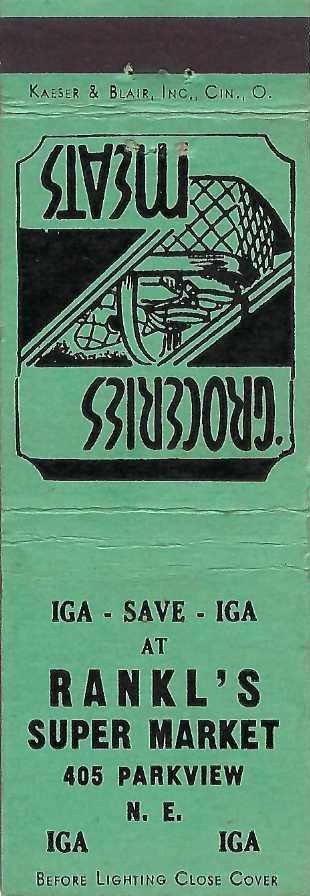 KAESER & BLAIR, INC., CIN., O.
MEATS
GROCERIES
IGA - SAVE - IGA
AT
RANKL'S
SUPER MARKET
405 PARKVIEW
N. E.
IGA IGA
BEFORE LIGHTING CLOSE COVER